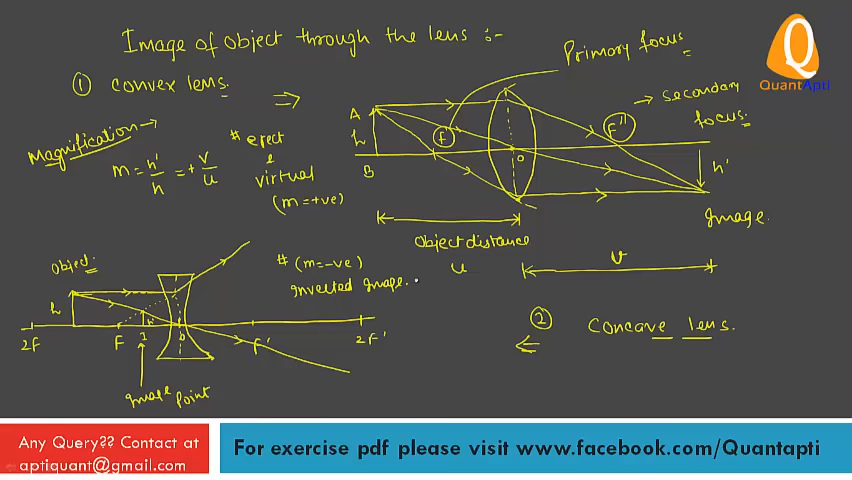 Image of object through the lens :-
① convex lens. ⇒
Primary focus
QuantApti
→ secondary
focus.
Magnification →
m = h'/h = + v/u
# erect
&
virtual
(m = +ve)
A
h
B
F
O
F''
h'
Image.
Object distance
u
v
# (m = -ve)
Inverted Image.
② concave lens.
⇐
Object.
h
h'
2F
F
I
O
F'
2F'
Image Point
Any Query?? Contact at
aptiquant@gmail.com
For exercise pdf please visit www.facebook.com/Quantapti